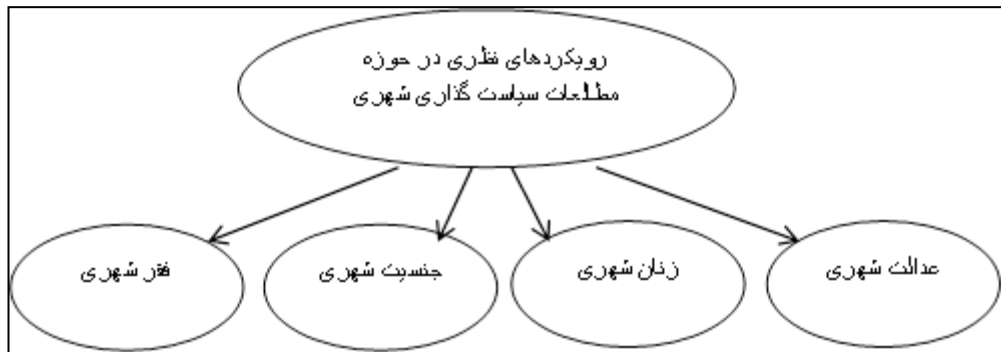 رویکردهای نظری در حوزه
مطالعات سیاست گذاری شهری
عدالت شهری
زنان شهری
جنسیت شهری
فقر شهری